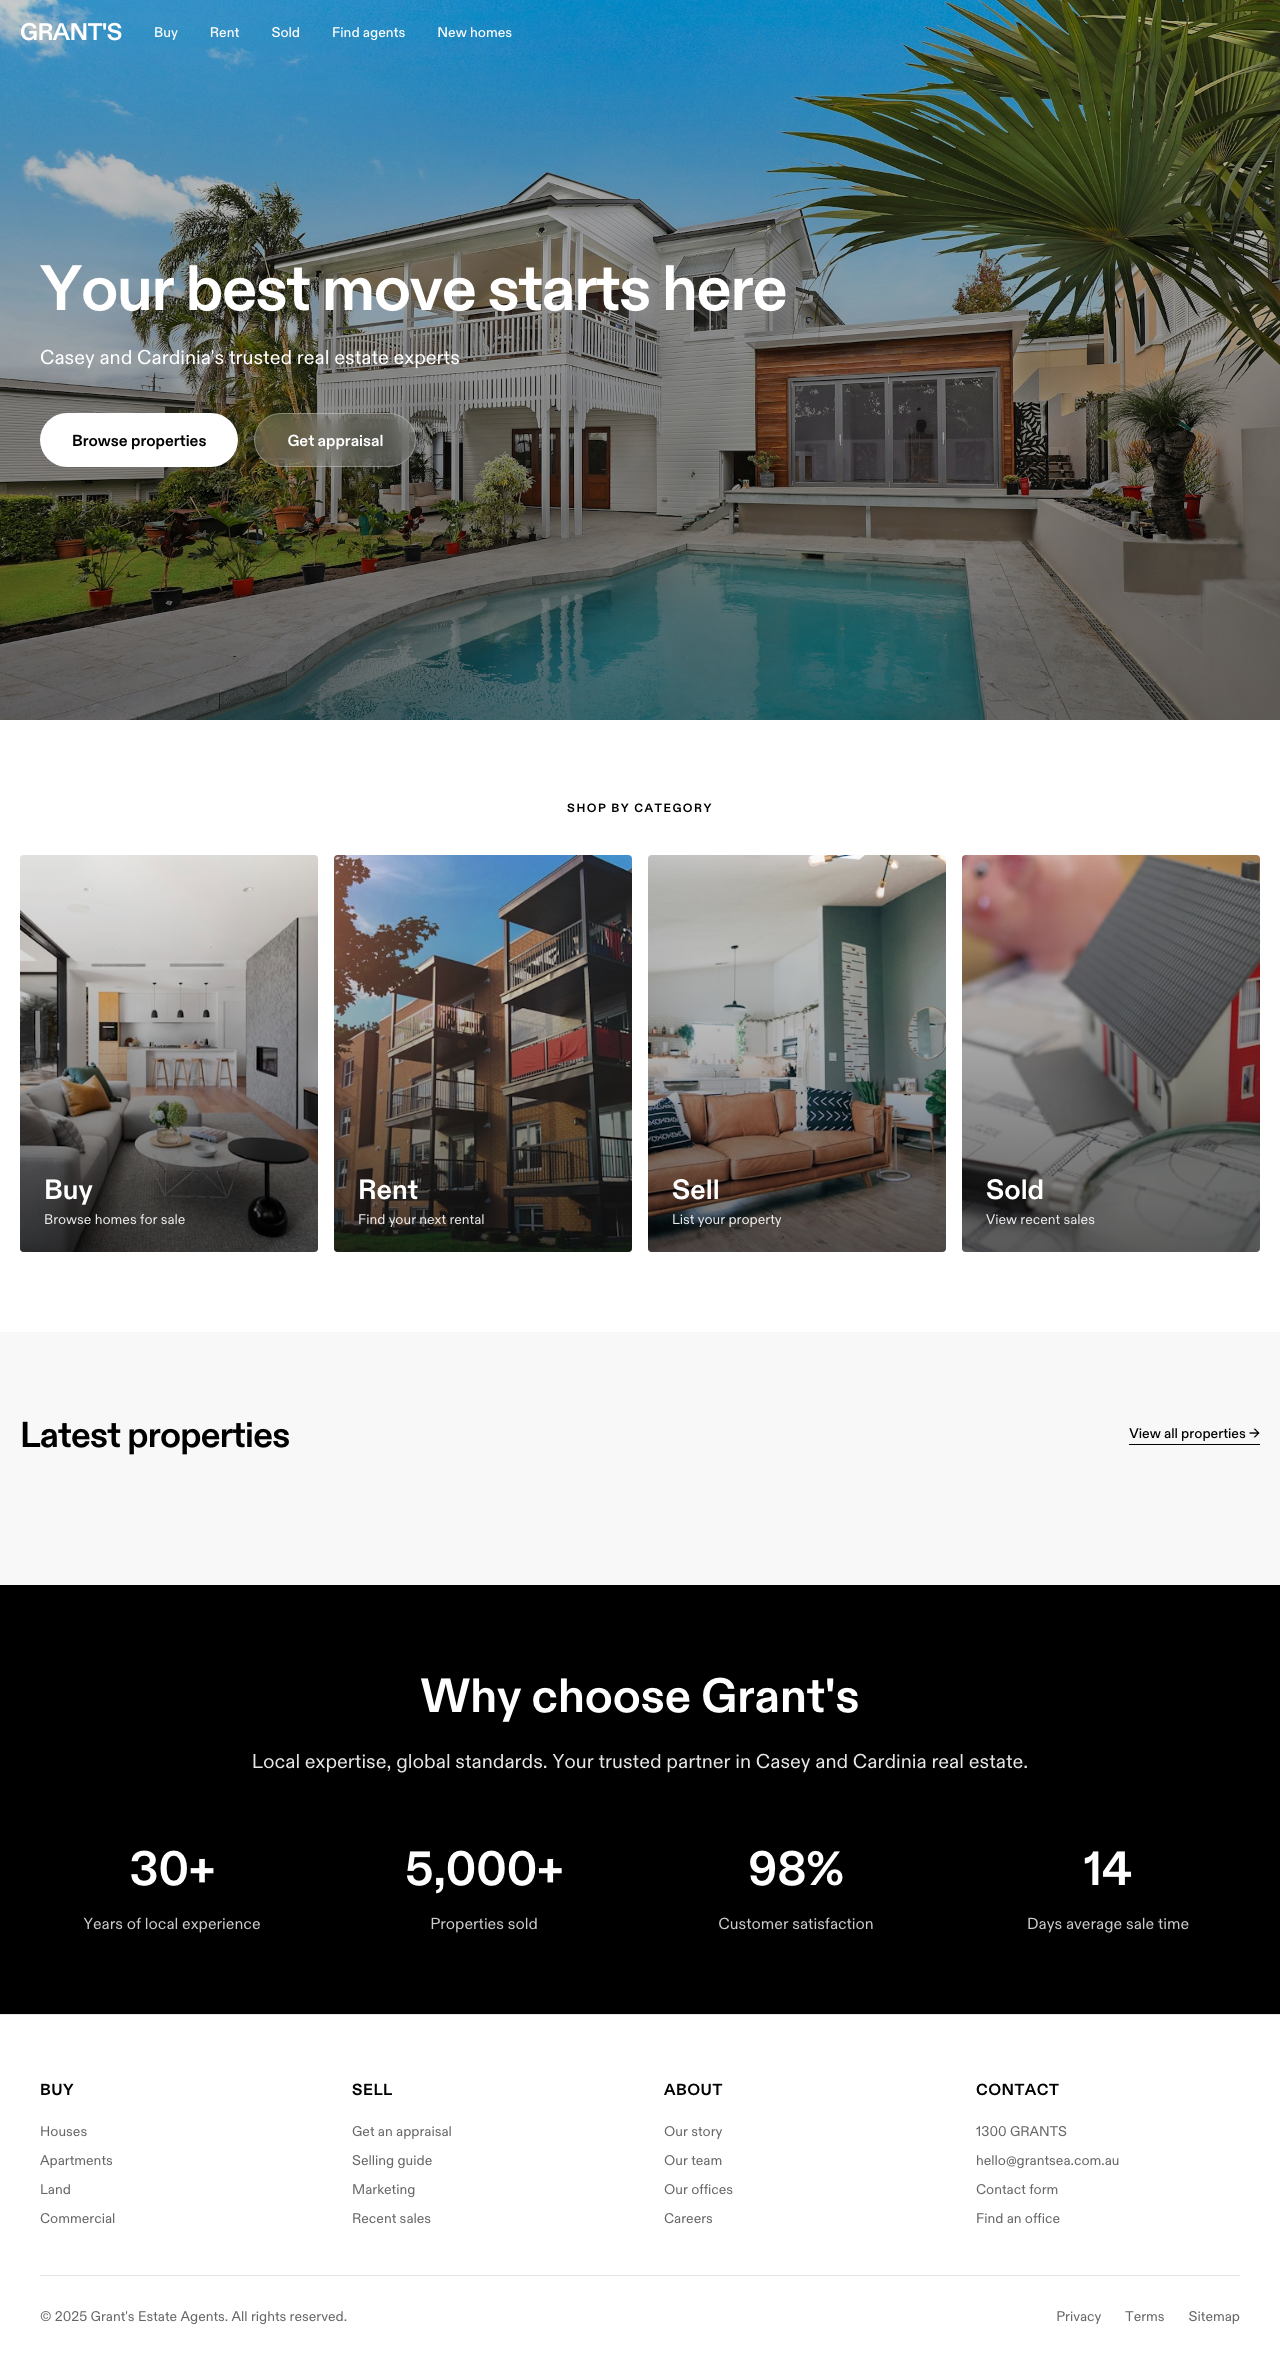 GRANT'S
Buy
Rent
Sold
Find agents
New homes
Your best move starts here
Casey and Cardinia's trusted real estate experts
Browse properties
Get appraisal
SHOP BY CATEGORY
Buy
Browse homes for sale
Rent
Find your next rental
Sell
List your property
Sold
View recent sales
Latest properties
View all properties →
Why choose Grant's
Local expertise, global standards. Your trusted partner in Casey and Cardinia real estate.
30+
Years of local experience
5,000+
Properties sold
98%
Customer satisfaction
14
Days average sale time
BUY
Houses
Apartments
Land
Commercial
SELL
Get an appraisal
Selling guide
Marketing
Recent sales
ABOUT
Our story
Our team
Our offices
Careers
CONTACT
1300 GRANTS
hello@grantsea.com.au
Contact form
Find an office
© 2025 Grant's Estate Agents. All rights reserved.
Privacy
Terms
Sitemap